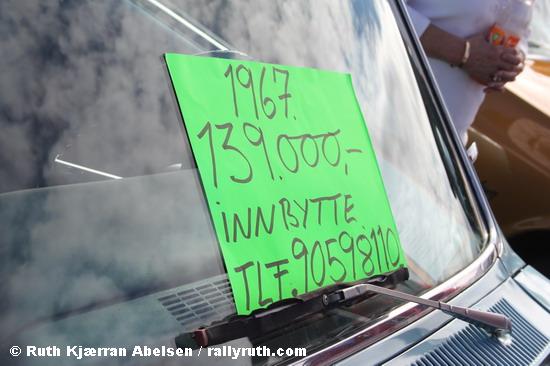 1967.
139.000,-
iNNBYTTE
TLF. 90598110.
© Ruth Kjærran Abelsen / rallyruth.com